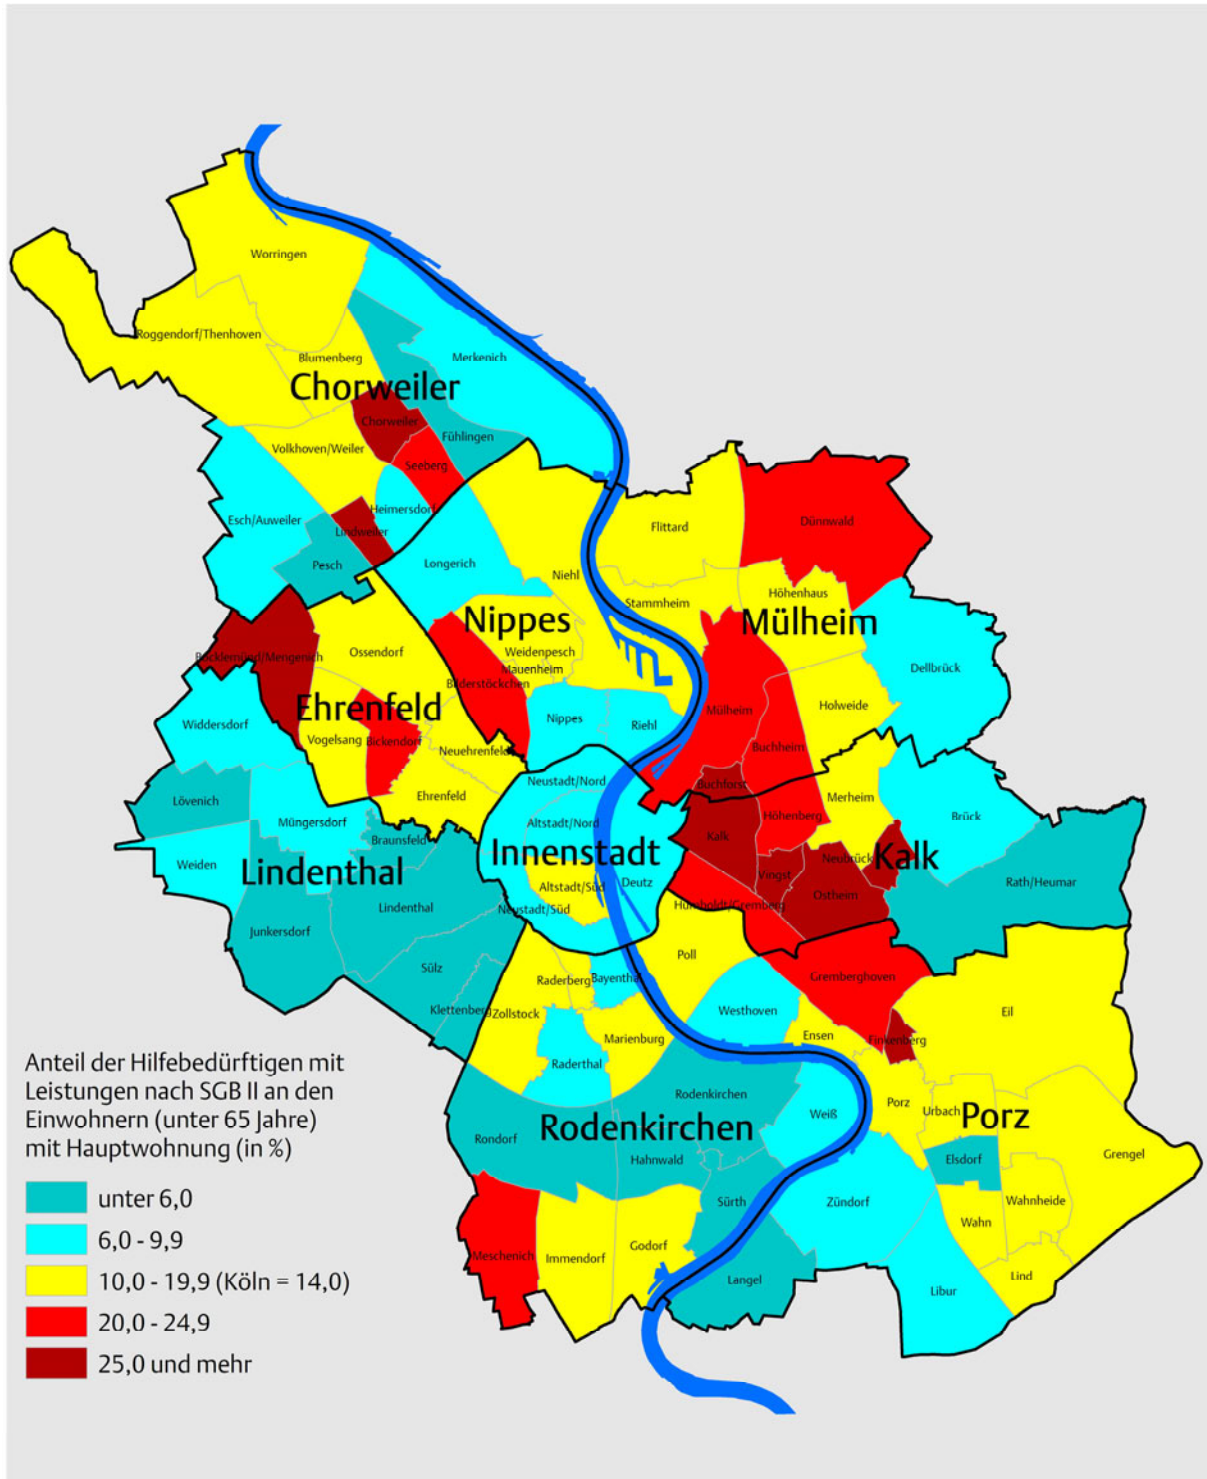 Worringen
Roggendorf/Thenhoven
Blumenberg
Merkenich
Chorweiler
Chorweiler
Fühlingen
Volkhoven/Weiler
Seeberg
Heimersdorf
Esch/Auweiler
Lindweiler
Pesch
Longerich
Niehl
Flittard
Dünnwald
Stammheim
Höhenhaus
Nippes
Mülheim
Weidenpesch
Mauenheim
Ossendorf
Bocklemünd/Mengenich
Bilderstöckchen
Dellbrück
Ehrenfeld
Widdersdorf
Vogelsang
Bickendorf
Neuehrenfeld
Nippes
Riehl
Mülheim
Holweide
Buchheim
Neustadt/Nord
Buchforst
Merheim
Ehrenfeld
Lövenich
Müngersdorf
Altstadt/Nord
Höhenberg
Brück
Kalk
Braunsfeld
Innenstadt
Kalk
Weiden
Lindenthal
Neubrück
Vingst
Ostheim
Rath/Heumar
Altstadt/Süd
Deutz
Humboldt/Gremberg
Lindenthal
Neustadt/Süd
Junkersdorf
Sülz
Poll
Raderberg
Bayenthal
Gremberghoven
Klettenberg
Zollstock
Westhoven
Eil
Marienburg
Ensen
Finkenberg
Raderthal
Anteil der Hilfebedürftigen mit
Leistungen nach SGB II an den
Einwohnern (unter 65 Jahre)
mit Hauptwohnung (in %)
Rodenkirchen
Porz
Weiß
Urbach
Porz
Rodenkirchen
Rondorf
Hahnwald
Elsdorf
Grengel
Sürth
Zündorf
Wahnheide
Wahn
Meschenich
Immendorf
Godorf
Langel
Lind
Libur
unter 6,0
6,0 - 9,9
10,0 - 19,9 (Köln = 14,0)
20,0 - 24,9
25,0 und mehr